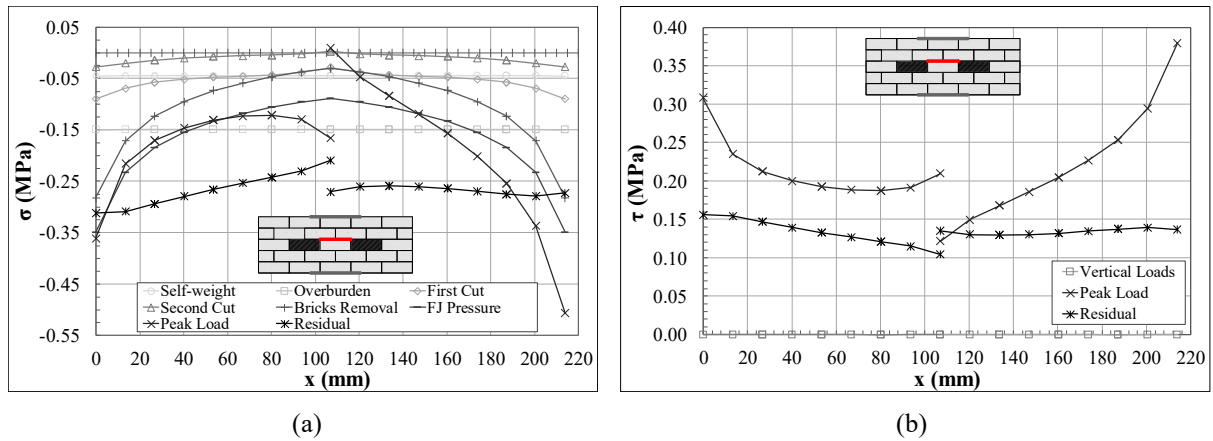 0.05
-0.05
-0.15
-0.25
-0.35
-0.45
-0.55
σ (MPa)
0 20 40 60 80 100 120 140 160 180 200 220
x (mm)
Self-weight Overburden First Cut
Second Cut Bricks Removal FJ Pressure
Peak Load Residual
(a)
0.40
0.35
0.30
0.25
0.20
0.15
0.10
0.05
0.00
τ (MPa)
0 20 40 60 80 100 120 140 160 180 200 220
x (mm)
Vertical Loads
Peak Load
Residual
(b)